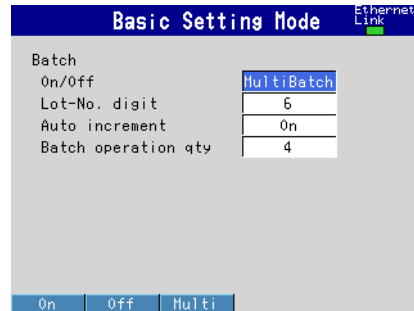 Basic Setting Mode
Ethernet
Link
Batch
On/Off MultiBatch
Lot-No. digit 6
Auto increment On
Batch operation qty 4
On Off Multi